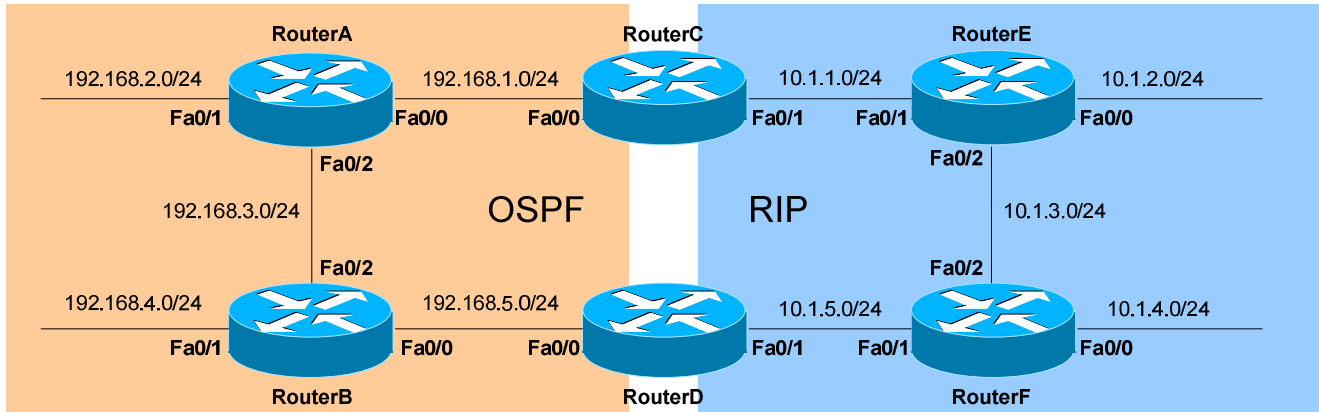 RouterA RouterC RouterE
192.168.2.0/24 192.168.1.0/24 10.1.1.0/24 10.1.2.0/24
Fa0/1 Fa0/0 Fa0/0 Fa0/1 Fa0/1 Fa0/0
Fa0/2 Fa0/2
192.168.3.0/24 OSPF RIP 10.1.3.0/24
Fa0/2 Fa0/2
192.168.4.0/24 192.168.5.0/24 10.1.5.0/24 10.1.4.0/24
Fa0/1 Fa0/0 Fa0/0 Fa0/1 Fa0/1 Fa0/0
RouterB RouterD RouterF